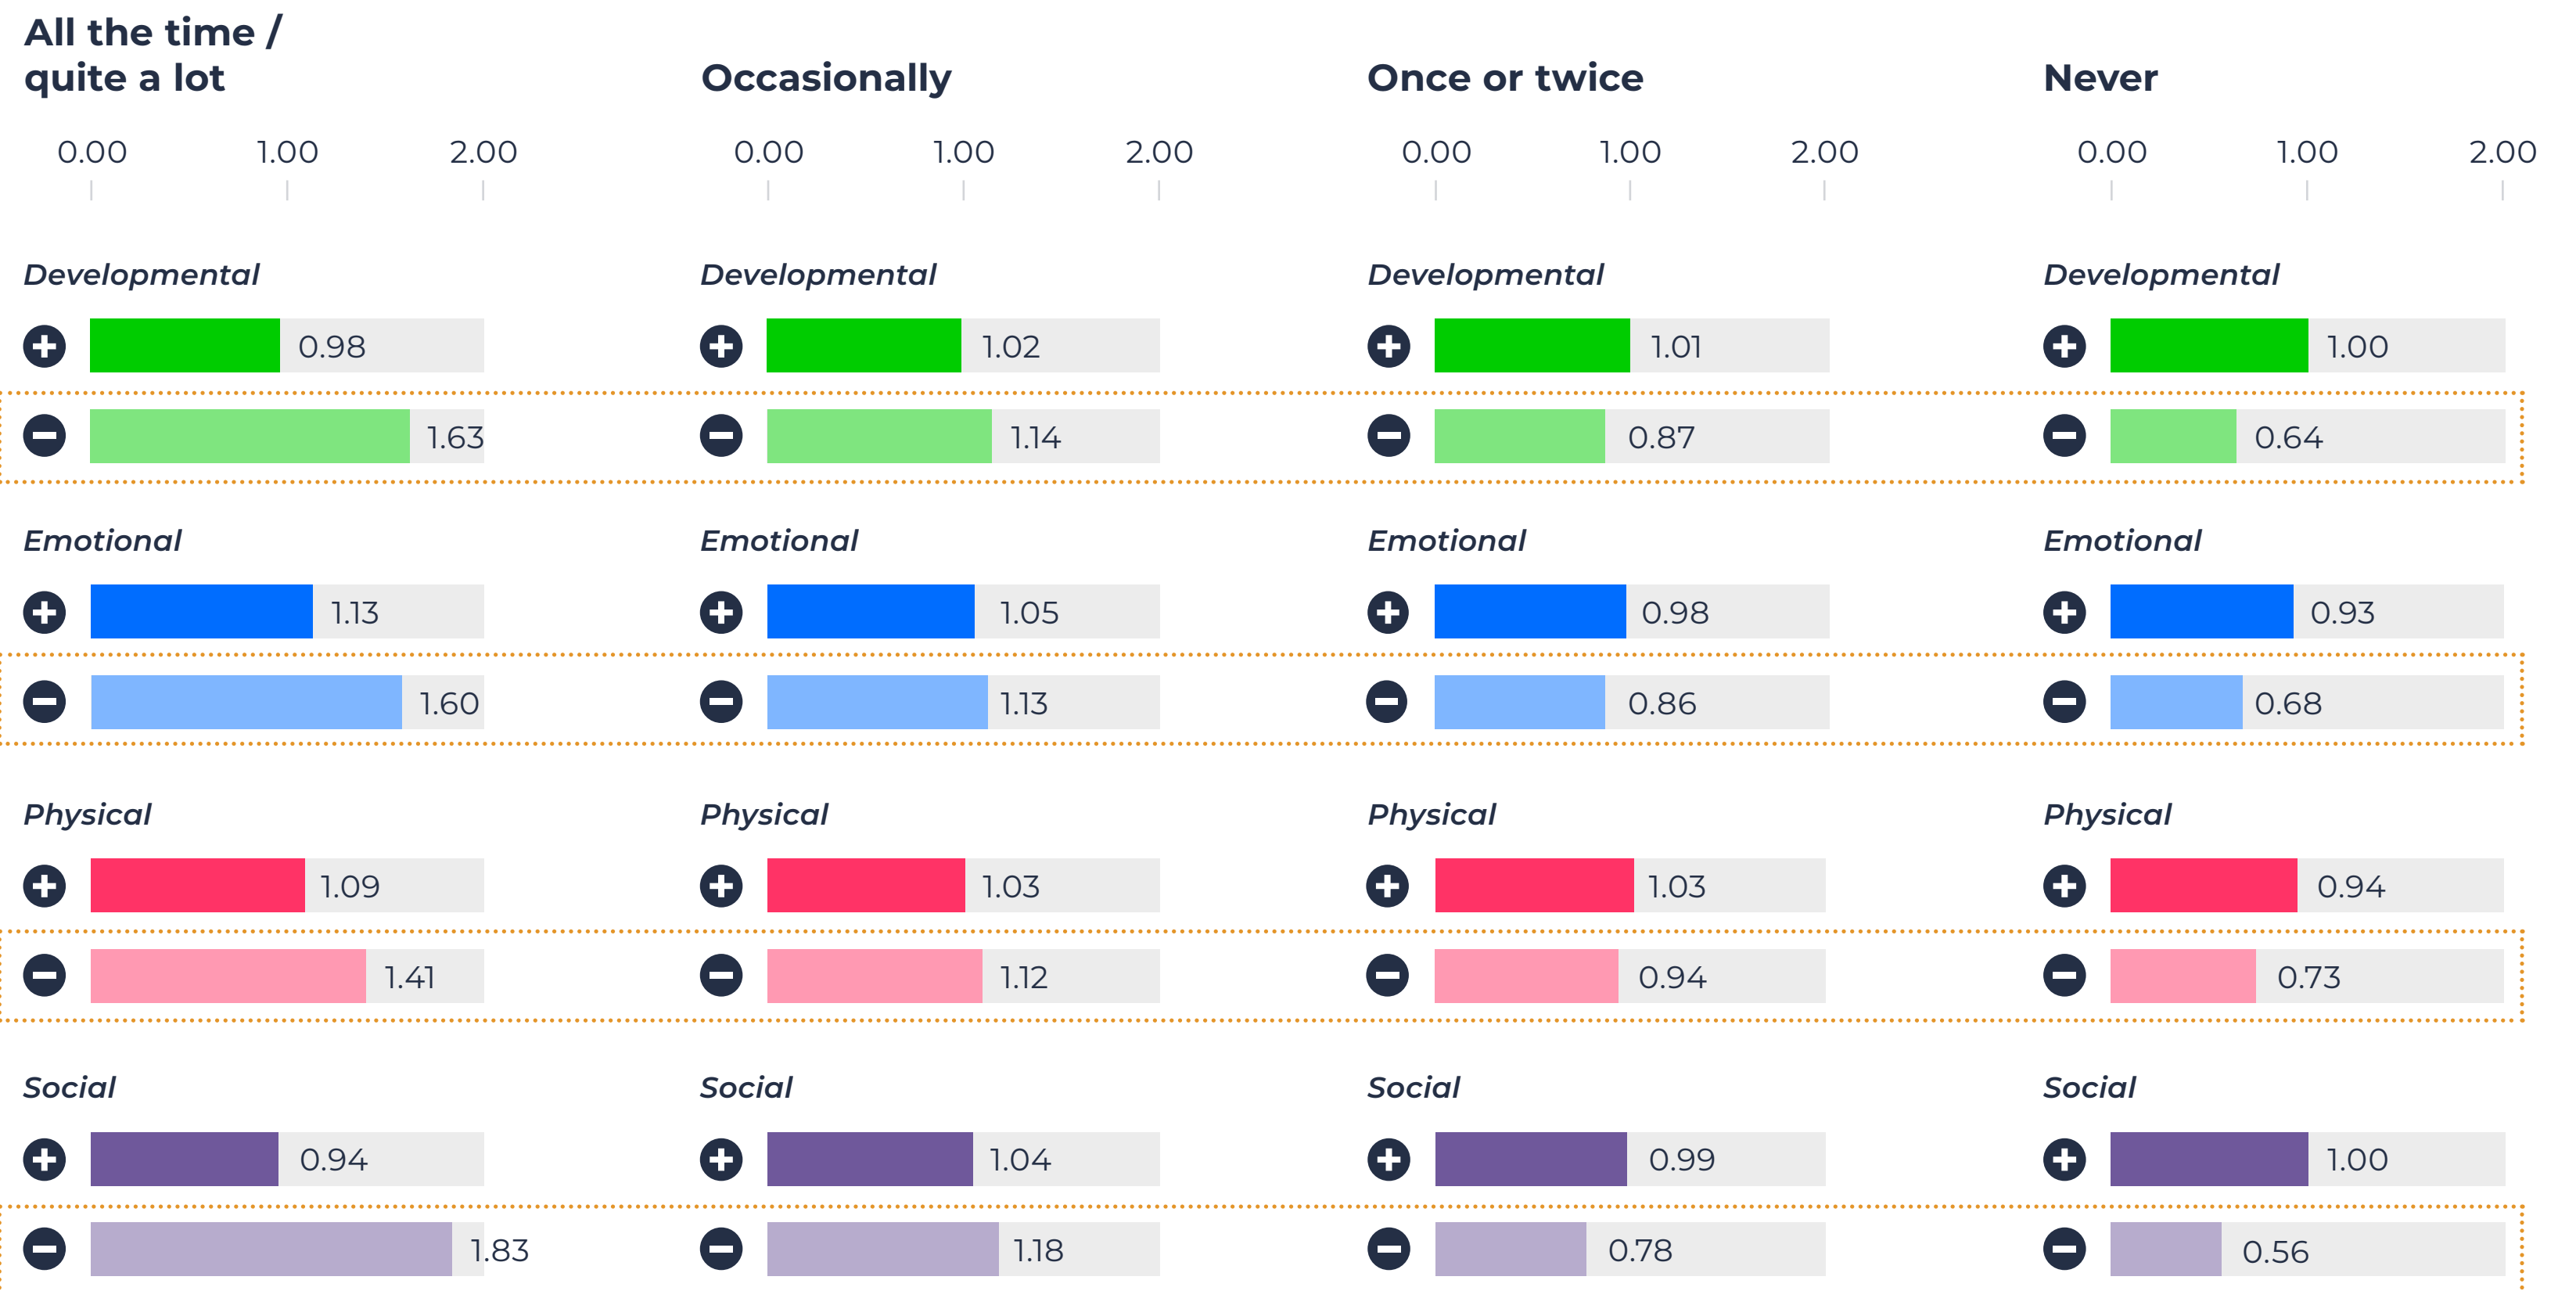 All the time /
quite a lot
Occasionally
Once or twice
Never
0.00 1.00 2.00
0.00 1.00 2.00
0.00 1.00 2.00
0.00 1.00 2.00
Developmental
Developmental
Developmental
Developmental
0.98
1.02
1.01
1.00
1.63
1.14
0.87
0.64
Emotional
Emotional
Emotional
Emotional
1.13
1.05
0.98
0.93
1.60
1.13
0.86
0.68
Physical
Physical
Physical
Physical
1.09
1.03
1.03
0.94
1.41
1.12
0.94
0.73
Social
Social
Social
Social
0.94
1.04
0.99
1.00
1.83
1.18
0.78
0.56